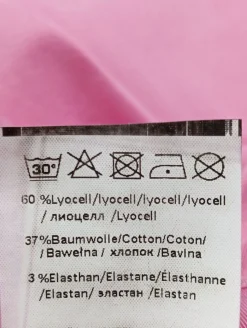 30°
60 %Lyocell/lyocell/lyocell/lyocell
/ лиоцелл /Lyocell
37%Baumwolle/Cotton/Coton/
/Bawełna / хлопок /Bavlna
3 %Elasthan/Elastane/Élasthanne
/Elastan/ эластан /Elastan